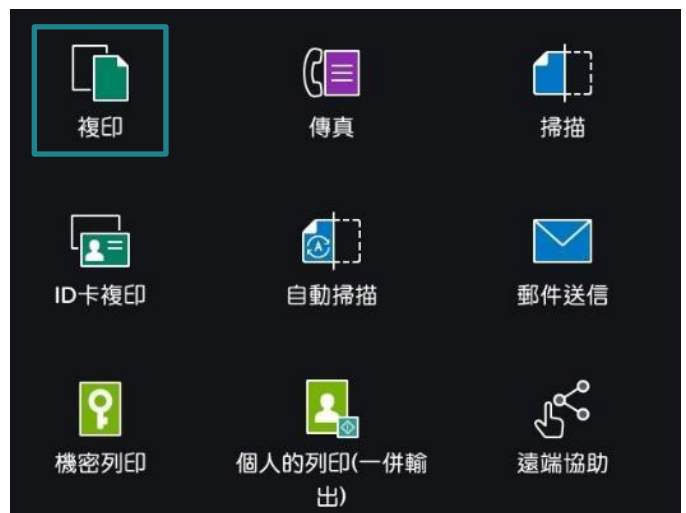 複印
傳真
掃描
ID卡複印
自動掃描
郵件送信
機密列印
個人的列印(一併輸
出)
遠端協助